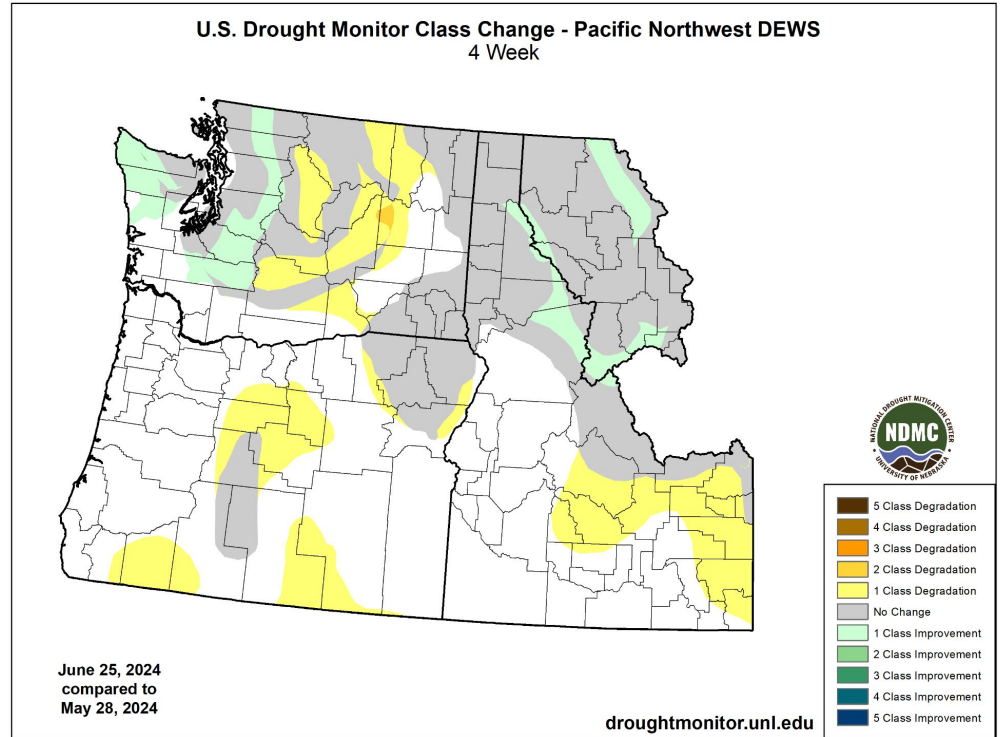 U.S. Drought Monitor Class Change - Pacific Northwest DEWS
4 Week
NATIONAL DROUGHT MITIGATION CENTER
NDMC
UNIVERSITY OF NEBRASKA
5 Class Degradation
4 Class Degradation
3 Class Degradation
2 Class Degradation
1 Class Degradation
No Change
1 Class Improvement
2 Class Improvement
3 Class Improvement
4 Class Improvement
5 Class Improvement
June 25, 2024
compared to
May 28, 2024
droughtmonitor.unl.edu